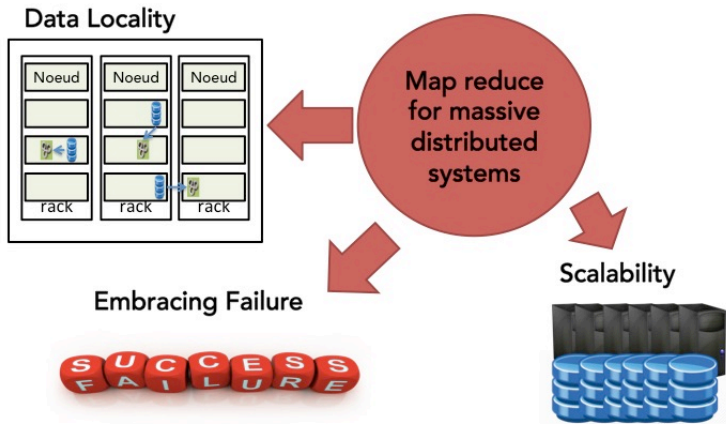 Data Locality
Noeud Noeud Noeud
rack rack rack
Map reduce
for massive
distributed
systems
Embracing Failure
SUCCESS
FAILURE
Scalability